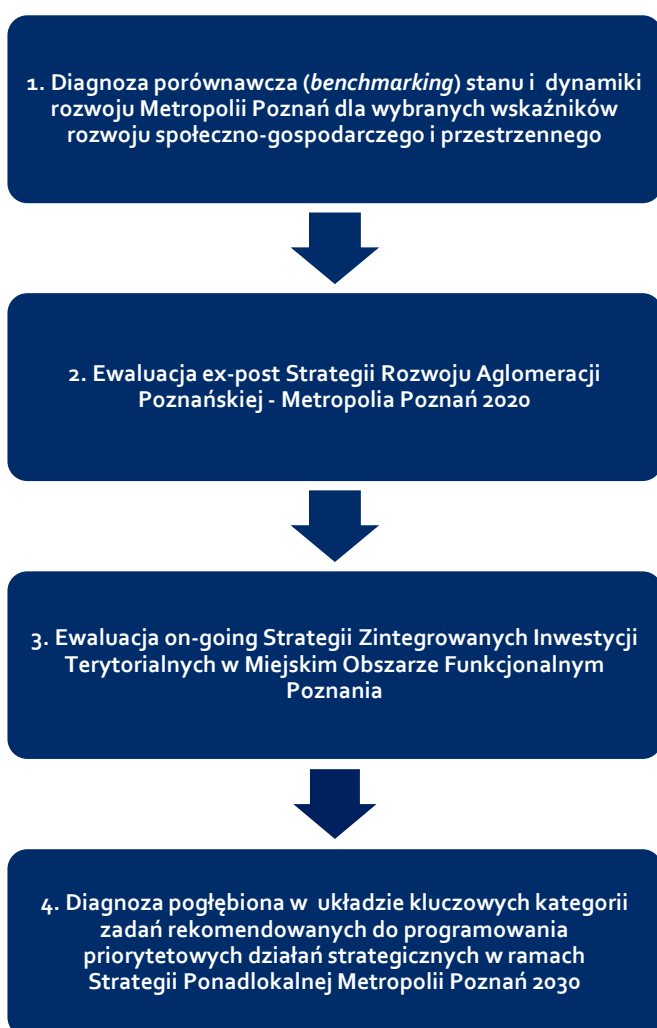 1. Diagnoza porównawcza (benchmarking) stanu i dynamiki
rozwoju Metropolii Poznań dla wybranych wskaźników
rozwoju społeczno-gospodarczego i przestrzennego
2. Ewaluacja ex-post Strategii Rozwoju Aglomeracji
Poznańskiej - Metropolia Poznań 2020
3. Ewaluacja on-going Strategii Zintegrowanych Inwestycji
Terytorialnych w Miejskim Obszarze Funkcjonalnym
Poznania
4. Diagnoza pogłębiona w układzie kluczowych kategorii
zadań rekomendowanych do programowania
priorytetowych działań strategicznych w ramach
Strategii Ponadlokalnej Metropolii Poznań 2030